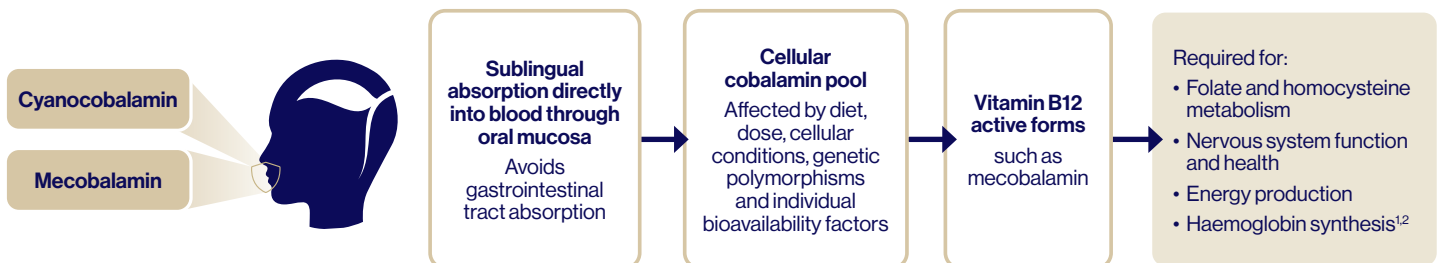 Cyanocobalamin
Mecobalamin
Sublingual
absorption directly
into blood through
oral mucosa
Avoids
gastrointestinal
tract absorption
Cellular
cobalamin pool
Affected by diet,
dose, cellular
conditions, genetic
polymorphisms
and individual
bioavailability factors
Vitamin B12
active forms
such as
mecobalamin
Required for:
• Folate and homocysteine
metabolism
• Nervous system function
and health
• Energy production
• Haemoglobin synthesis1,2